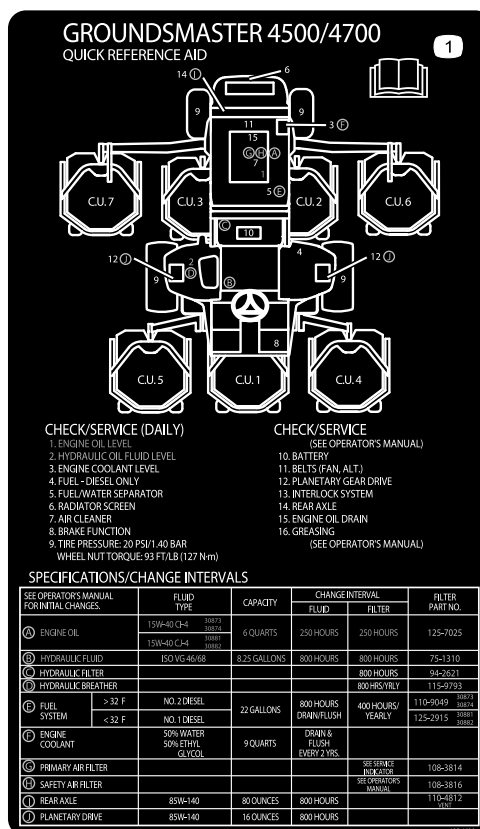 GROUNDSMASTER 4500/4700
QUICK REFERENCE AID
1
14 J
6
9
9
11
3 F
15
G H A
7
1
5 E
C.U. 7
C.U. 3
C.U. 2
C.U. 6
C
10
12 J
2
D
4
12 J
9
B
9
8
C.U. 5
C.U. 1
C.U. 4
CHECK/SERVICE (DAILY)
1. ENGINE OIL LEVEL
2. HYDRAULIC OIL FLUID LEVEL
3. ENGINE COOLANT LEVEL
4. FUEL - DIESEL ONLY
5. FUEL/WATER SEPARATOR
6. RADIATOR SCREEN
7. AIR CLEANER
8. BRAKE FUNCTION
9. TIRE PRESSURE: 20 PSI/1.40 BAR
WHEEL NUT TORQUE: 93 FT/LB (127 N·m)
CHECK/SERVICE
(SEE OPERATOR'S MANUAL)
10. BATTERY
11. BELTS (FAN, ALT.)
12. PLANETARY GEAR DRIVE
13. INTERLOCK SYSTEM
14. REAR AXLE
15. ENGINE OIL DRAIN
16. GREASING
(SEE OPERATOR'S MANUAL)
SPECIFICATIONS/CHANGE INTERVALS
SEE OPERATOR'S MANUAL FOR INITIAL CHANGES. FLUID TYPE CAPACITY CHANGE INTERVAL FLUID FILTER FILTER PART NO.
A ENGINE OIL 15W-40 CI-4 30873 30874 15W-40 CJ-4 30881 30882 6 QUARTS 250 HOURS 250 HOURS 125-7025
B HYDRAULIC FLUID ISO VG 46/68 8.25 GALLONS 800 HOURS 800 HOURS 75-1310
C HYDRAULIC FILTER 800 HOURS 94-2621
D HYDRAULIC BREATHER 800 HRS/YRLY 115-9793
E FUEL SYSTEM > 32 F NO. 2 DIESEL < 32 F NO. 1 DIESEL 22 GALLONS 800 HOURS DRAIN/FLUSH 400 HOURS/ YEARLY 110-9049 30873 30874 125-2915 30881 30882
F ENGINE COOLANT 50% WATER 50% ETHYL GLYCOL 9 QUARTS DRAIN & FLUSH EVERY 2 YRS.
G PRIMARY AIR FILTER SEE SERVICE INDICATOR 108-3814
H SAFETY AIR FILTER SEE OPERATOR'S MANUAL 108-3816
J REAR AXLE 85W-140 80 OUNCES 800 HOURS 110-4812 VENT
J PLANETARY DRIVE 85W-140 16 OUNCES 800 HOURS